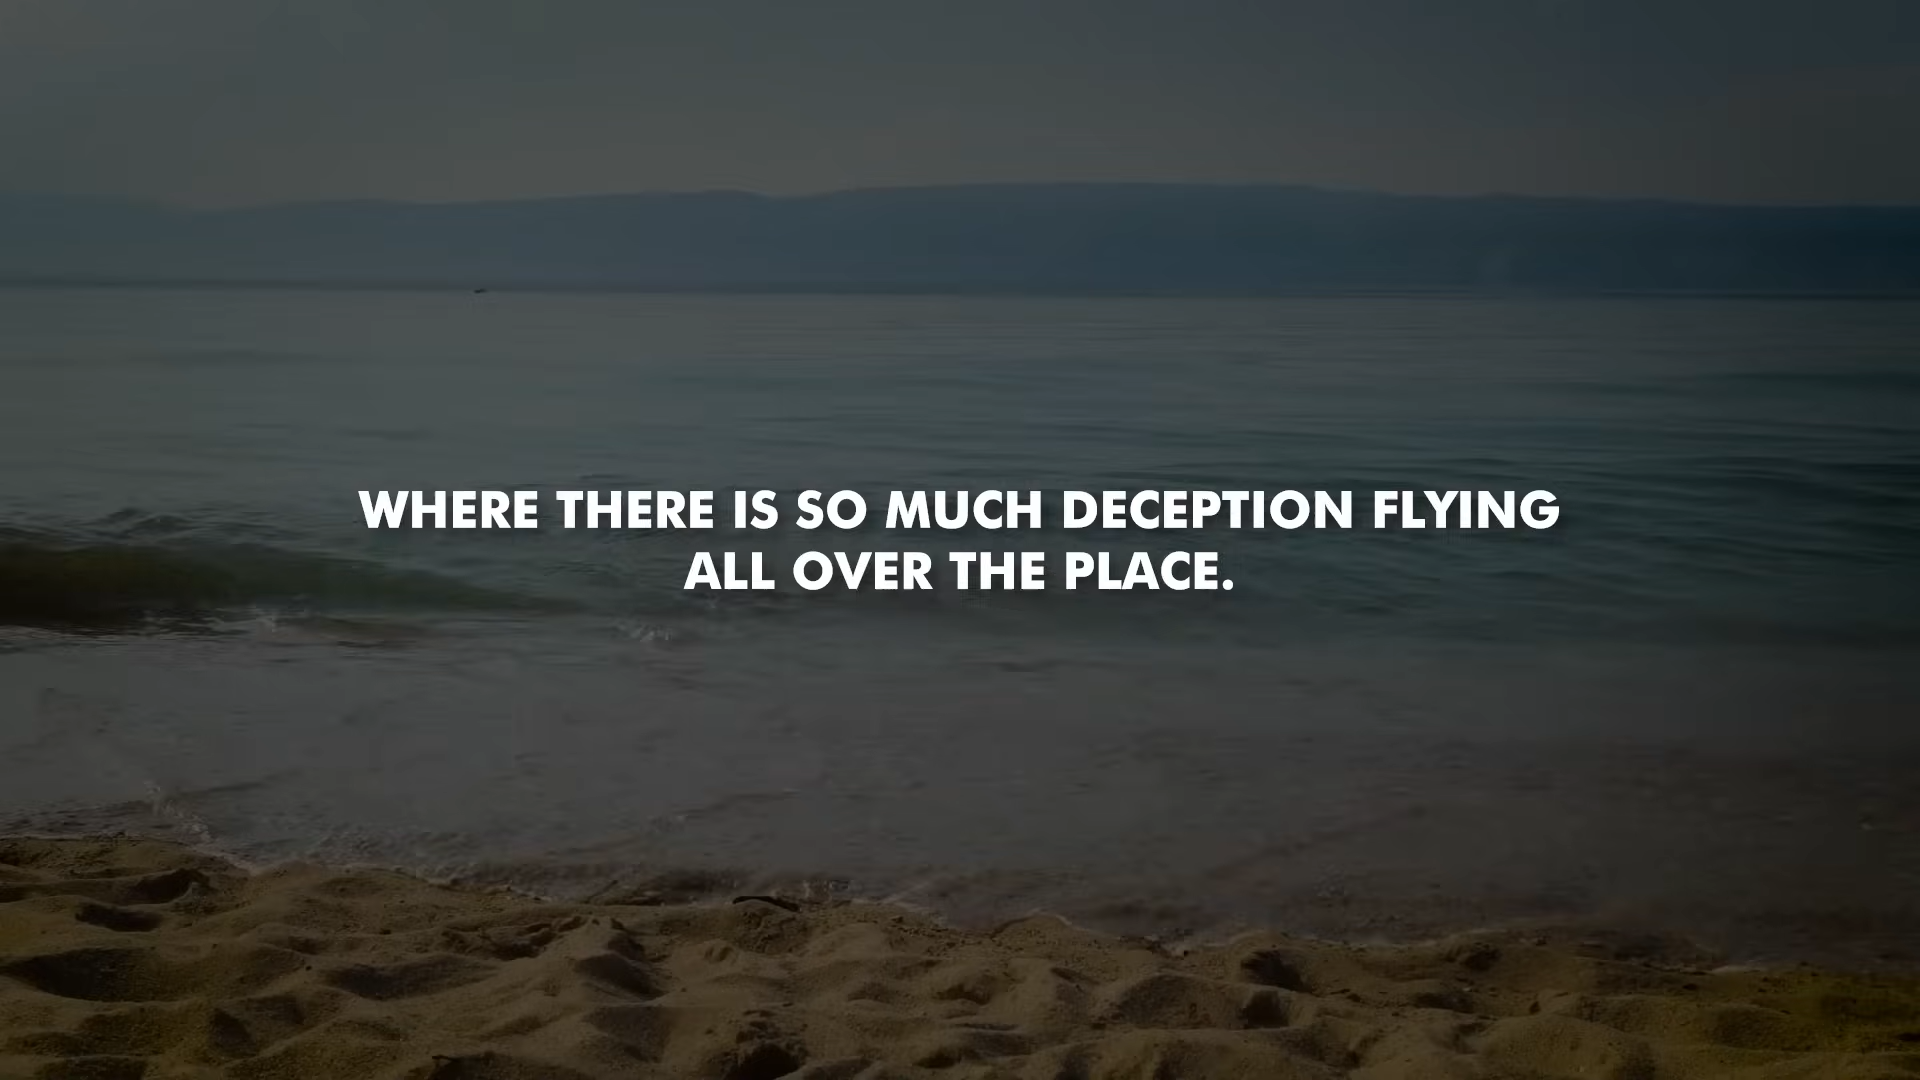 WHERE THERE IS SO MUCH DECEPTION FLYING
ALL OVER THE PLACE.